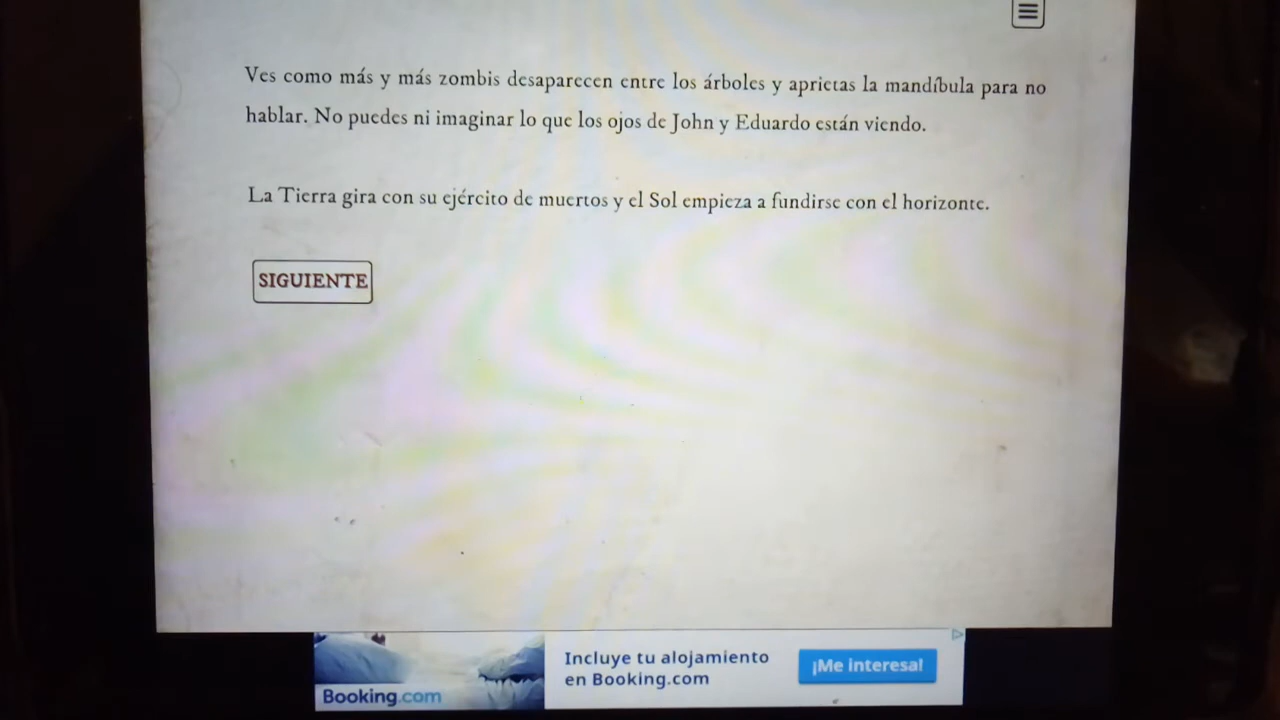 Ves como más y más zombis desaparecen entre los árboles y aprietas la mandíbula para no
hablar. No puedes ni imaginar lo que los ojos de John y Eduardo están viendo.
La Tierra gira con su ejército de muertos y el Sol empieza a fundirse con el horizonte.
SIGUIENTE
Incluye tu alojamiento
en Booking.com
¡Me interesa!
Booking.com